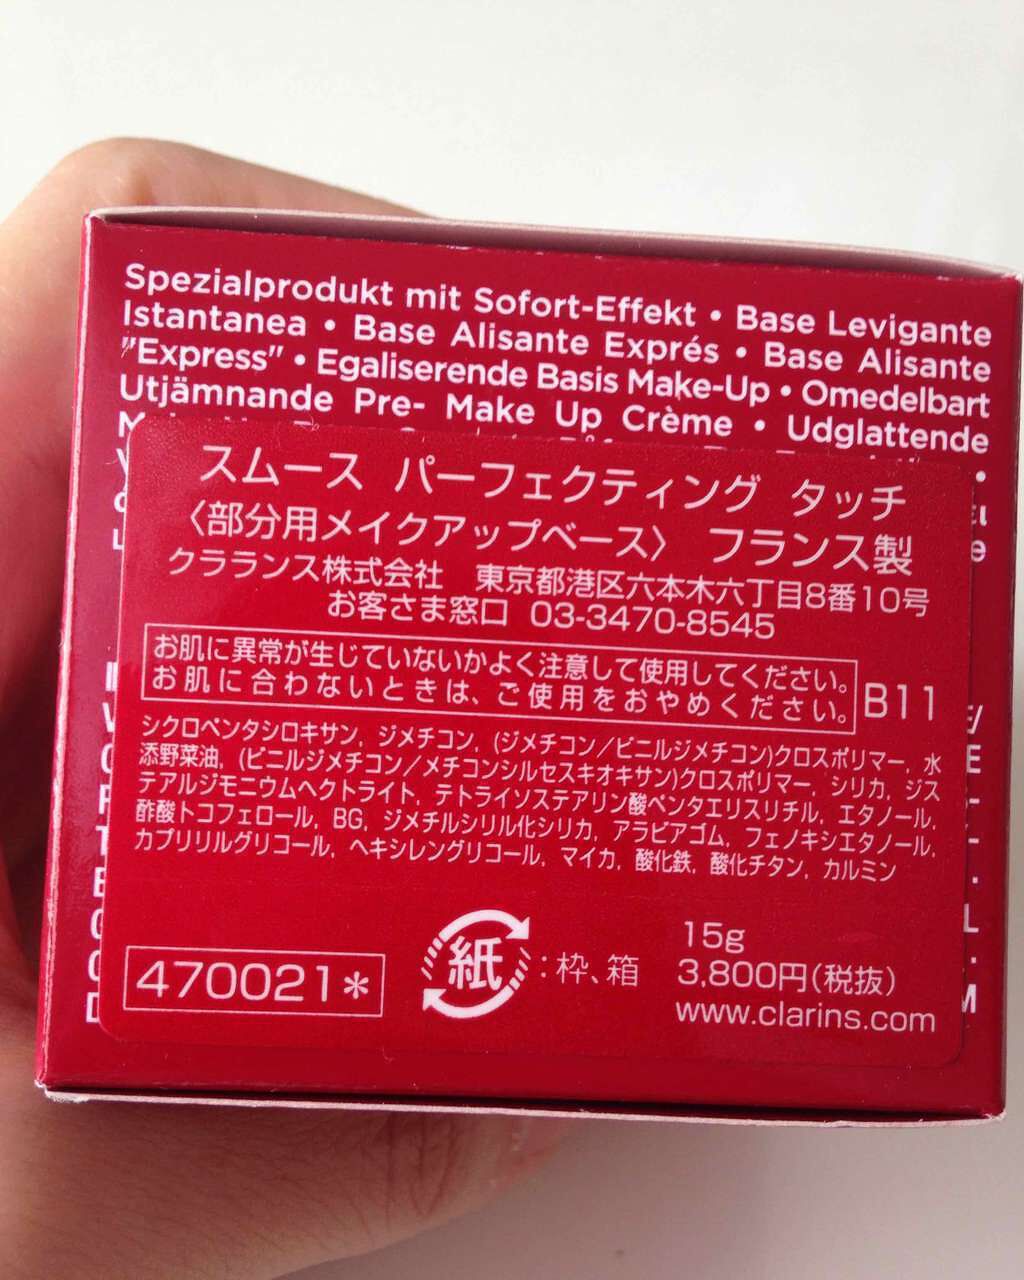 Spezialprodukt mit Sofort-Effekt • Base Levigante
Istantanea • Base Alisante Exprés • Base Alisante
"Express" • Egaliserende Basis Make-Up • Omedelbart
Utjämnande Pre- Make Up Crème • Udglattende
スムース パーフェクティング タッチ
〈部分用メイクアップベース〉 フランス製
クラランス株式会社 東京都港区六本木六丁目8番10号
お客さま窓口 03-3470-8545
お肌に異常が生じていないかよく注意して使用してください。
お肌に合わないときは、ご使用をおやめください。
B11
シクロペンタシロキサン, ジメチコン, (ジメチコン/ビニルジメチコン)クロスポリマー, 水
添野菜油, (ビニルジメチコン/メチコンシルセスキオキサン)クロスポリマー, シリカ, ジス
テアルジモニウムヘクトライト, テトライソステアリン酸ペンタエリスリチル, エタノール,
酢酸トコフェロール, BG, ジメチルシリル化シリカ, アラビアゴム, フェノキシエタノール,
カプリリルグリコール, ヘキシレングリコール, マイカ, 酸化鉄, 酸化チタン, カルミン
470021*
紙:枠、箱
15g
3,800円(税抜)
www.clarins.com